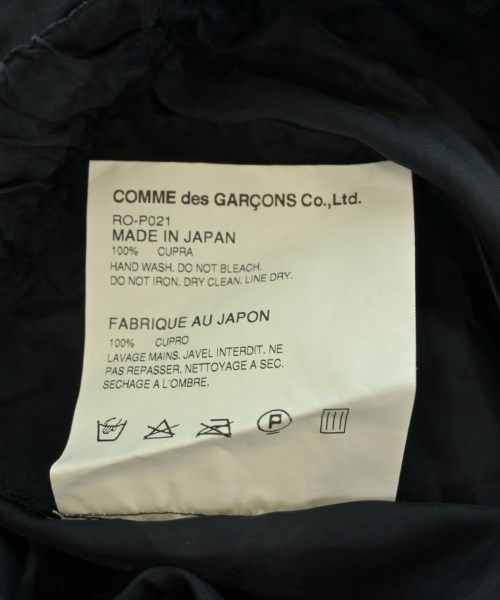 COMME des GARÇONS Co.,Ltd.
RO-P021
MADE IN JAPAN
100% CUPRA
HAND WASH. DO NOT BLEACH.
DO NOT IRON. DRY CLEAN. LINE DRY.
FABRIQUE AU JAPON
100% CUPRO
LAVAGE MAINS. JAVEL INTERDIT. NE
PAS REPASSER. NETTOYAGE A SEC.
SECHAGE A L'OMBRE.
P